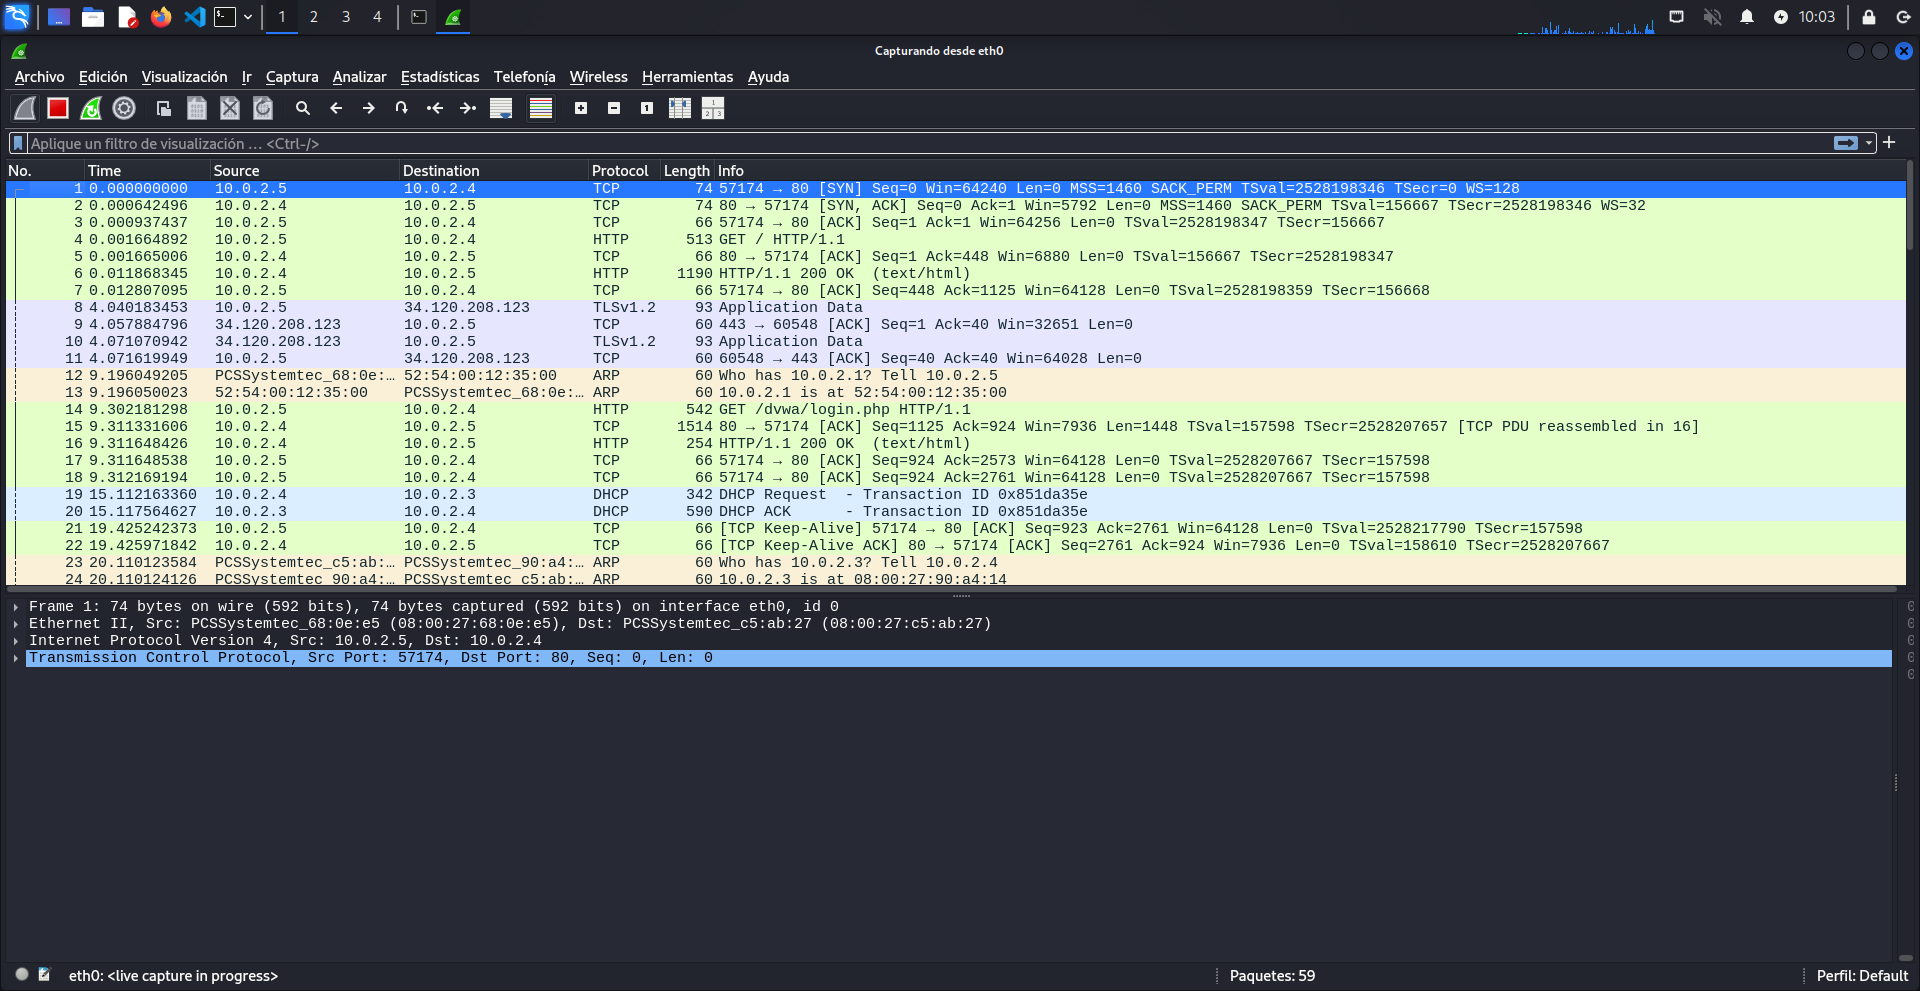 1 2 3 4 10:03
Capturando desde eth0
Archivo Edición Visualización Ir Captura Analizar Estadísticas Telefonía Wireless Herramientas Ayuda
Aplique un filtro de visualización … <Ctrl-/>
No. Time Source Destination Protocol Length Info
1 0.000000000 10.0.2.5 10.0.2.4 TCP 74 57174 → 80 [SYN] Seq=0 Win=64240 Len=0 MSS=1460 SACK_PERM TSval=2528198346 TSecr=0 WS=128
2 0.000642496 10.0.2.4 10.0.2.5 TCP 74 80 → 57174 [SYN, ACK] Seq=0 Ack=1 Win=5792 Len=0 MSS=1460 SACK_PERM TSval=156667 TSecr=2528198346 WS=32
3 0.000937437 10.0.2.5 10.0.2.4 TCP 66 57174 → 80 [ACK] Seq=1 Ack=1 Win=64256 Len=0 TSval=2528198347 TSecr=156667
4 0.001664892 10.0.2.5 10.0.2.4 HTTP 513 GET / HTTP/1.1
5 0.001665006 10.0.2.4 10.0.2.5 TCP 66 80 → 57174 [ACK] Seq=1 Ack=448 Win=6880 Len=0 TSval=156667 TSecr=2528198347
6 0.011868345 10.0.2.4 10.0.2.5 HTTP 1190 HTTP/1.1 200 OK (text/html)
7 0.012807095 10.0.2.5 10.0.2.4 TCP 66 57174 → 80 [ACK] Seq=448 Ack=1125 Win=64128 Len=0 TSval=2528198359 TSecr=156668
8 4.040183453 10.0.2.5 34.120.208.123 TLSv1.2 93 Application Data
9 4.057884796 34.120.208.123 10.0.2.5 TCP 60 443 → 60548 [ACK] Seq=1 Ack=40 Win=32651 Len=0
10 4.071070942 34.120.208.123 10.0.2.5 TLSv1.2 93 Application Data
11 4.071619949 10.0.2.5 34.120.208.123 TCP 60 60548 → 443 [ACK] Seq=40 Ack=40 Win=64028 Len=0
12 9.196049205 PCSSystemtec_68:0e:… 52:54:00:12:35:00 ARP 60 Who has 10.0.2.1? Tell 10.0.2.5
13 9.196050023 52:54:00:12:35:00 PCSSystemtec_68:0e:… ARP 60 10.0.2.1 is at 52:54:00:12:35:00
14 9.302181298 10.0.2.5 10.0.2.4 HTTP 542 GET /dvwa/login.php HTTP/1.1
15 9.311331606 10.0.2.4 10.0.2.5 TCP 1514 80 → 57174 [ACK] Seq=1125 Ack=924 Win=7936 Len=1448 TSval=157598 TSecr=2528207657 [TCP PDU reassembled in 16]
16 9.311648426 10.0.2.4 10.0.2.5 HTTP 254 HTTP/1.1 200 OK (text/html)
17 9.311648538 10.0.2.5 10.0.2.4 TCP 66 57174 → 80 [ACK] Seq=924 Ack=2573 Win=64128 Len=0 TSval=2528207667 TSecr=157598
18 9.312169194 10.0.2.5 10.0.2.4 TCP 66 57174 → 80 [ACK] Seq=924 Ack=2761 Win=64128 Len=0 TSval=2528207667 TSecr=157598
19 15.112163360 10.0.2.4 10.0.2.3 DHCP 342 DHCP Request - Transaction ID 0x851da35e
20 15.117564627 10.0.2.3 10.0.2.4 DHCP 590 DHCP ACK - Transaction ID 0x851da35e
21 19.425242373 10.0.2.5 10.0.2.4 TCP 66 [TCP Keep-Alive] 57174 → 80 [ACK] Seq=923 Ack=2761 Win=64128 Len=0 TSval=2528217790 TSecr=157598
22 19.425971842 10.0.2.4 10.0.2.5 TCP 66 [TCP Keep-Alive ACK] 80 → 57174 [ACK] Seq=2761 Ack=924 Win=7936 Len=0 TSval=158610 TSecr=2528207667
23 20.110123584 PCSSystemtec_c5:ab:… PCSSystemtec_90:a4:… ARP 60 Who has 10.0.2.3? Tell 10.0.2.4
24 20.110124126 PCSSystemtec_90:a4:… PCSSystemtec_c5:ab:… ARP 60 10.0.2.3 is at 08:00:27:90:a4:14
Frame 1: 74 bytes on wire (592 bits), 74 bytes captured (592 bits) on interface eth0, id 0
Ethernet II, Src: PCSSystemtec_68:0e:e5 (08:00:27:68:0e:e5), Dst: PCSSystemtec_c5:ab:27 (08:00:27:c5:ab:27)
Internet Protocol Version 4, Src: 10.0.2.5, Dst: 10.0.2.4
Transmission Control Protocol, Src Port: 57174, Dst Port: 80, Seq: 0, Len: 0
eth0: <live capture in progress> Paquetes: 59 Perfil: Default